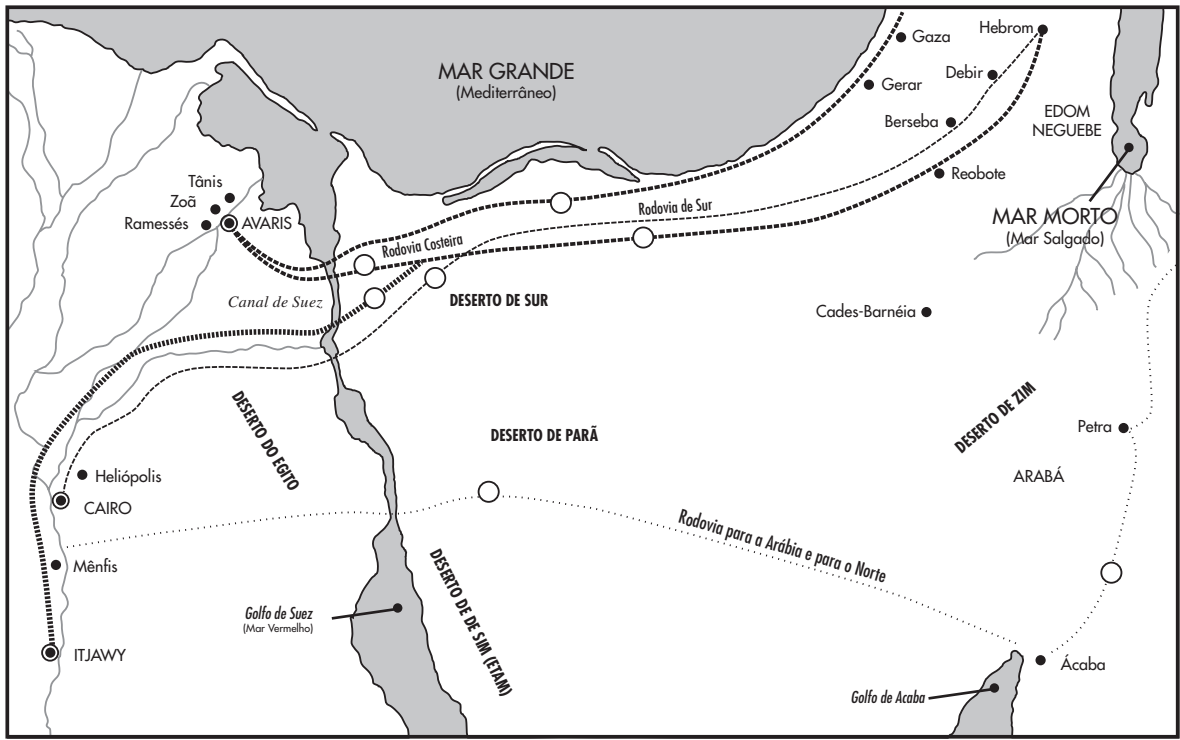 Hebrom
Gaza
MAR GRANDE
(Mediterrâneo)
Debir
Gerar
EDOM
NEGUEBE
Berseba
Reobote
Tânis
Zoã
Ramessés
AVARIS
Rodovia de Sur
MAR MORTO
(Mar Salgado)
Rodovia Costeira
Canal de Suez
DESERTO DE SUR
Cades-Barnéia
DESERTO DO EGITO
DESERTO DE PARÃ
DESERTO DE ZIM
Petra
Heliópolis
ARABÁ
CAIRO
Rodovia para a Arábia e para o Norte
Mênfis
DESERTO DE DE SIM (ETAM)
Golfo de Suez
(Mar Vermelho)
ITJAWY
Ácaba
Golfo de Acaba